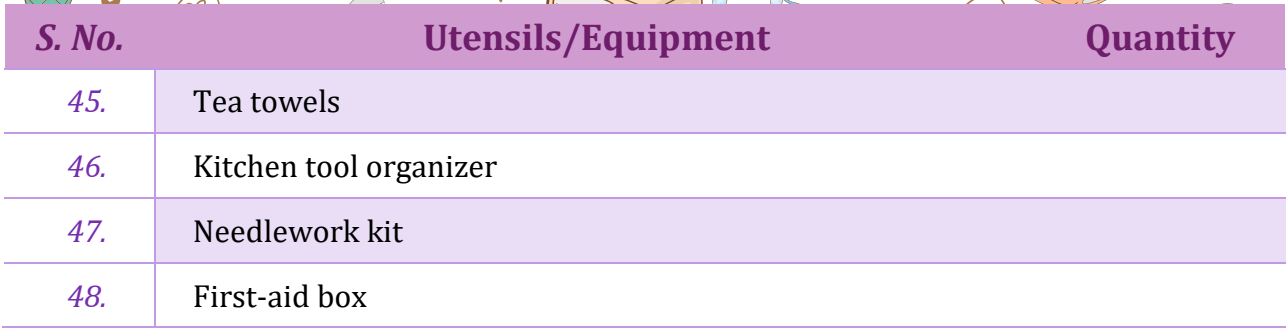 S. No. Utensils/Equipment Quantity
45. Tea towels
46. Kitchen tool organizer
47. Needlework kit
48. First-aid box